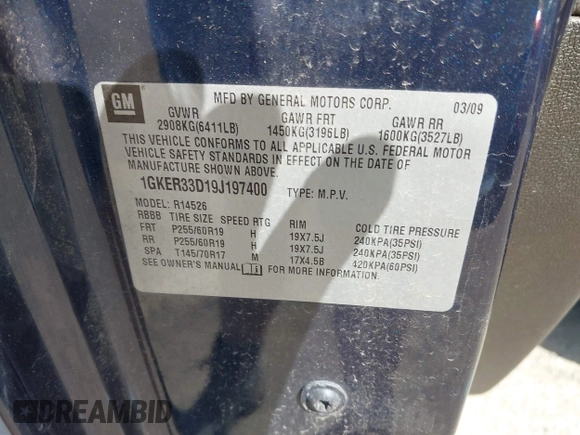 GM
MFD BY GENERAL MOTORS CORP. 03/09
GVWR GAWR FRT GAWR RR
2908KG(6411LB) 1450KG(3196LB) 1600KG(3527LB)
THIS VEHICLE CONFORMS TO ALL APPLICABLE U.S. FEDERAL MOTOR
VEHICLE SAFETY STANDARDS IN EFFECT ON THE DATE OF
MANUFACTURE SHOWN ABOVE.
1GKER33D19J197400 TYPE: M.P.V.
MODEL: R14526
RBBB TIRE SIZE SPEED RTG RIM COLD TIRE PRESSURE
FRT P255/60R19 H 19X7.5J 240KPA(35PSI)
RR P255/60R19 H 19X7.5J 240KPA(35PSI)
SPA T145/70R17 M 17X4.5B 420KPA(60PSI)
SEE OWNER'S MANUAL FOR MORE INFORMATION.
DREAMBID